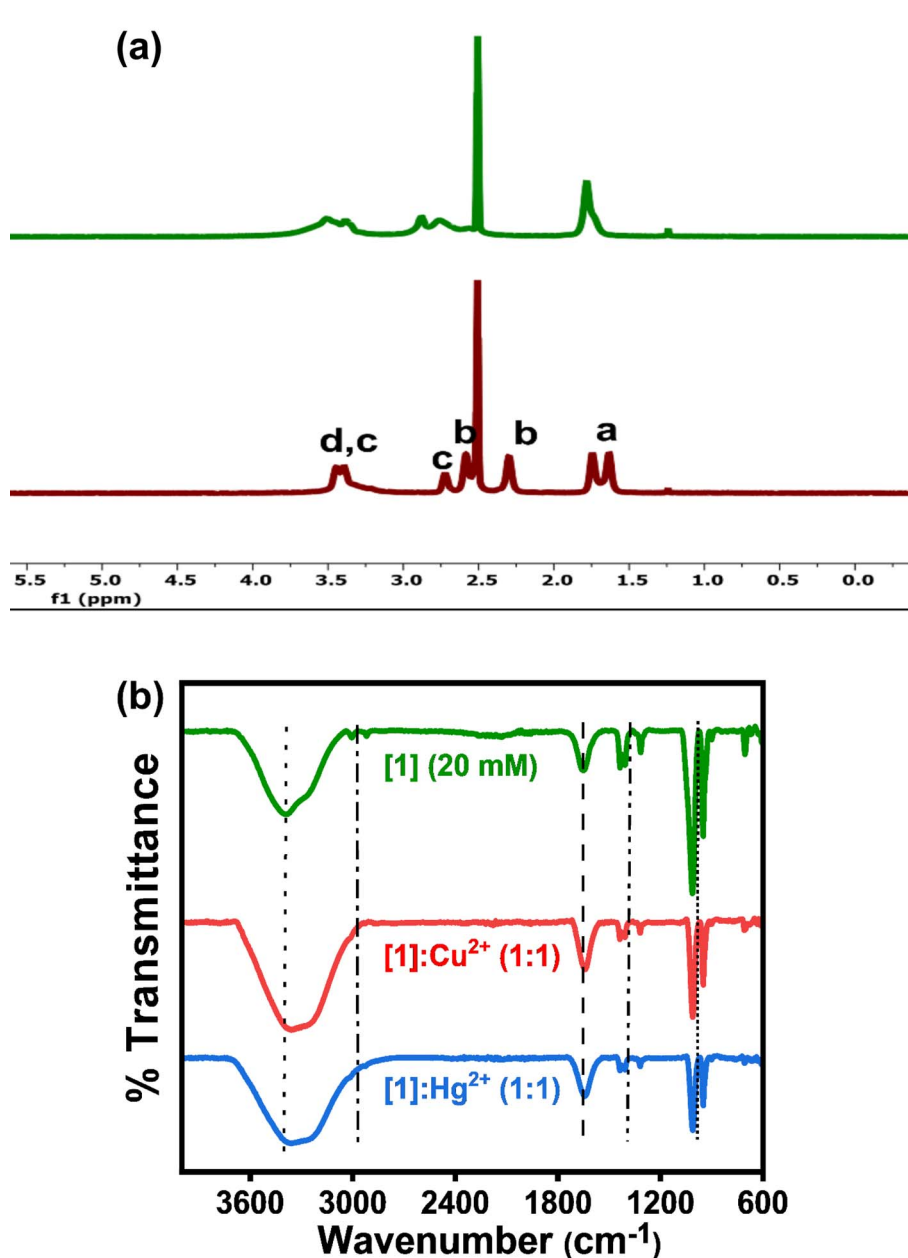 (a)
d,c
c
b
b
a
5.5 5.0 4.5 4.0 3.5 3.0 2.5 2.0 1.5 1.0 0.5 0.0
f1 (ppm)
(b)
[1] (20 mM)
[1]:Cu²⁺ (1:1)
[1]:Hg²⁺ (1:1)
% Transmittance
3600 3000 2400 1800 1200 600
Wavenumber (cm⁻¹)